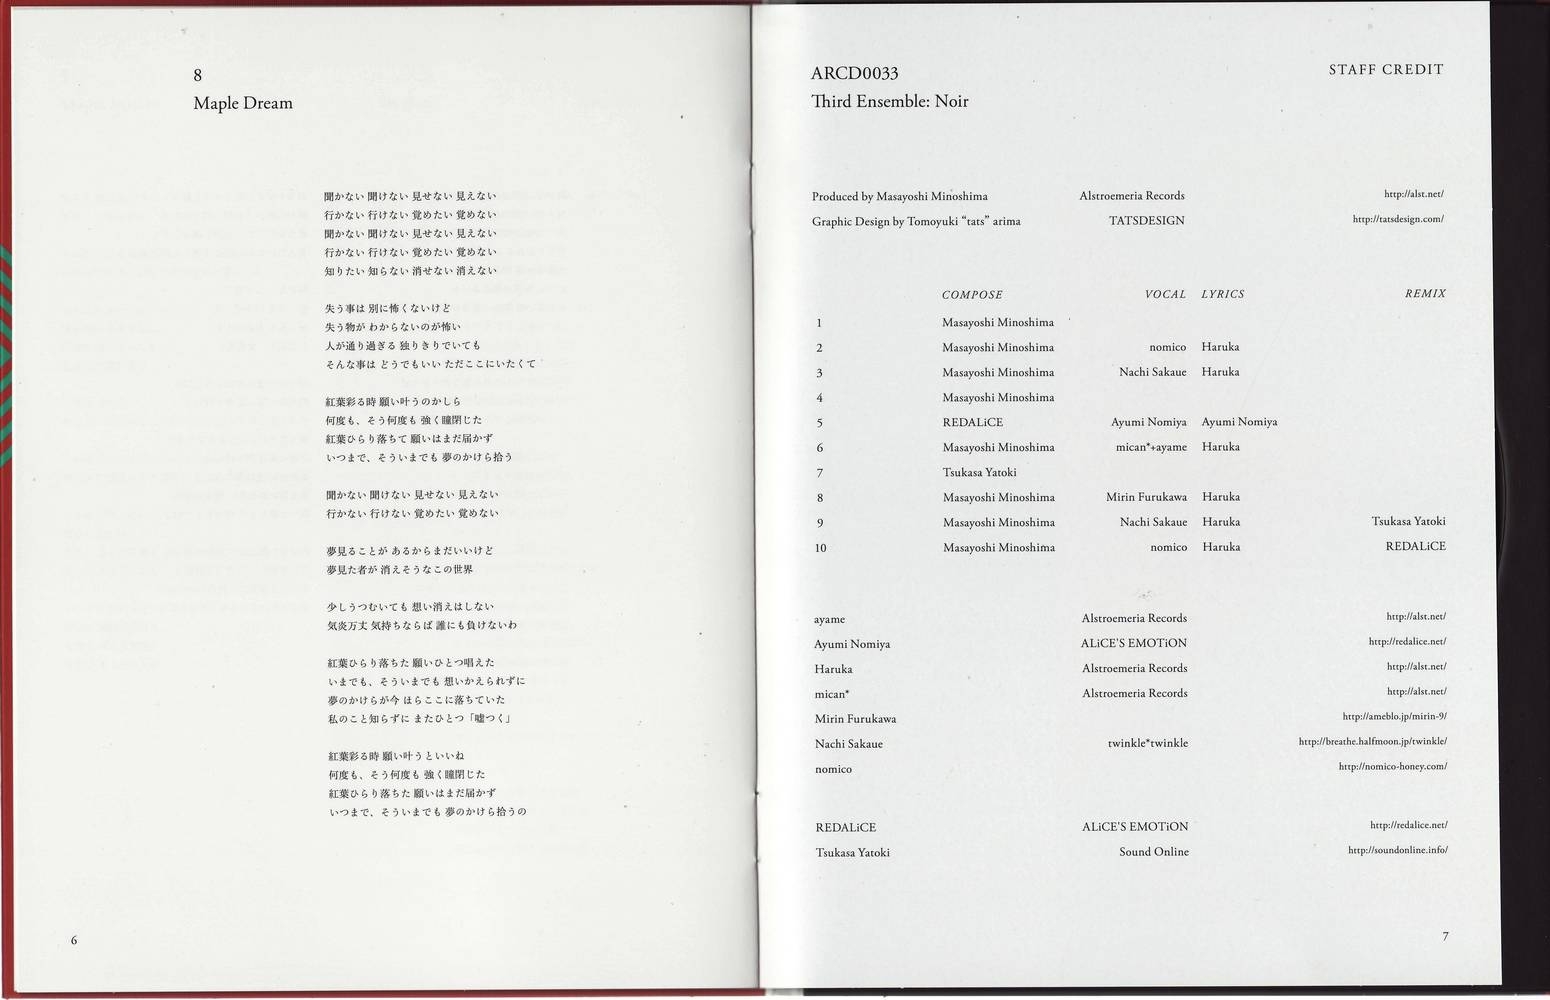 8
Maple Dream
聞かない 聞けない 見せない 見えない
行かない 行けない 覚めたい 覚めない
聞かない 聞けない 見せない 見えない
行かない 行けない 覚めたい 覚めない
知りたい 知らない 消せない 消えない
失う事は 別に怖くないけど
失う物が わからないのが怖い
人が通り過ぎる 独りきりでいても
そんな事は どうでもいい ただここにいたくて
紅葉彩る時 願い叶うのかしら
何度も、そう何度も 強く瞳閉じた
紅葉ひらり落ちて 願いはまだ届かず
いつまで、そういまでも 夢のかけら拾う
聞かない 聞けない 見せない 見えない
行かない 行けない 覚めたい 覚めない
夢見ることが あるからまだいいけど
夢見た者が 消えそうなこの世界
少しうつむいても 想い消えはしない
気炎万丈 気持ちならば 誰にも負けないわ
紅葉ひらり落ちた 願いひとつ唱えた
いまでも、そういまでも 想いかえられずに
夢のかけらが今 ほらここに落ちていた
私のこと知らずに またひとつ「嘘つく」
紅葉彩る時 願い叶うといいね
何度も、そう何度も 強く瞳閉じた
紅葉ひらり落ちた 願いはまだ届かず
いつまで、そういまでも 夢のかけら拾うの
6
ARCD0033 STAFF CREDIT
Third Ensemble: Noir
Produced by Masayoshi Minoshima Alstroemeria Records http://alst.net/
Graphic Design by Tomoyuki “tats” arima TATSDESIGN http://tatsdesign.com/
COMPOSE VOCAL LYRICS REMIX
1 Masayoshi Minoshima
2 Masayoshi Minoshima nomico Haruka
3 Masayoshi Minoshima Nachi Sakaue Haruka
4 Masayoshi Minoshima
5 REDALiCE Ayumi Nomiya Ayumi Nomiya
6 Masayoshi Minoshima mican*+ayame Haruka
7 Tsukasa Yatoki
8 Masayoshi Minoshima Mirin Furukawa Haruka
9 Masayoshi Minoshima Nachi Sakaue Haruka Tsukasa Yatoki
10 Masayoshi Minoshima nomico Haruka REDALiCE
ayame Alstroemeria Records http://alst.net/
Ayumi Nomiya ALiCE'S EMOTiON http://redalice.net/
Haruka Alstroemeria Records http://alst.net/
mican* Alstroemeria Records http://alst.net/
Mirin Furukawa http://ameblo.jp/mirin-9/
Nachi Sakaue twinkle*twinkle http://breathe.halfmoon.jp/twinkle/
nomico http://nomico-honey.com/
REDALiCE ALiCE'S EMOTiON http://redalice.net/
Tsukasa Yatoki Sound Online http://soundonline.info/
7